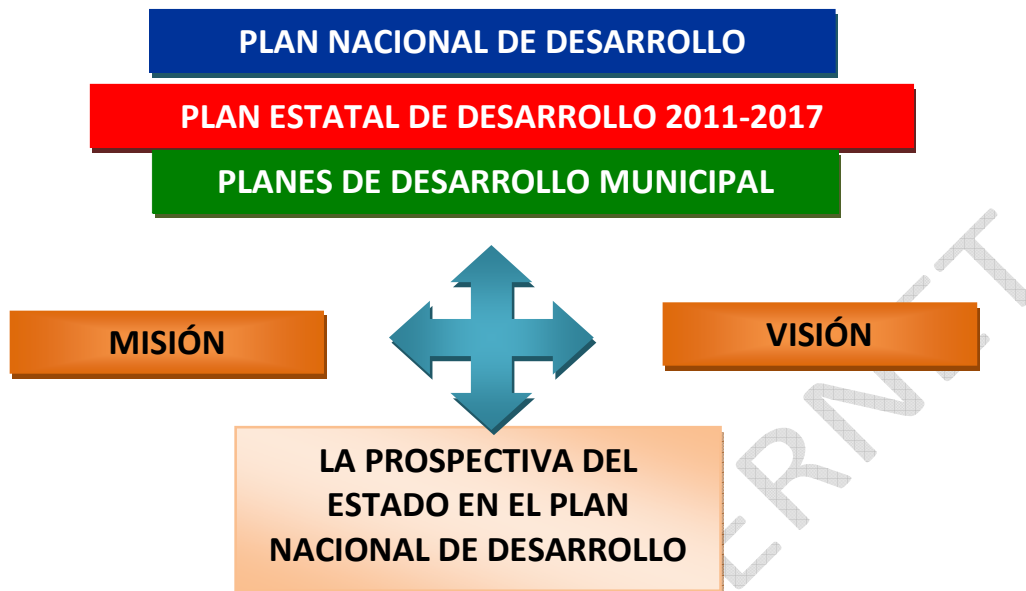 PLAN NACIONAL DE DESARROLLO
PLAN ESTATAL DE DESARROLLO 2011-2017
PLANES DE DESARROLLO MUNICIPAL
MISIÓN
VISIÓN
LA PROSPECTIVA DEL
ESTADO EN EL PLAN
NACIONAL DE DESARROLLO
ERNET